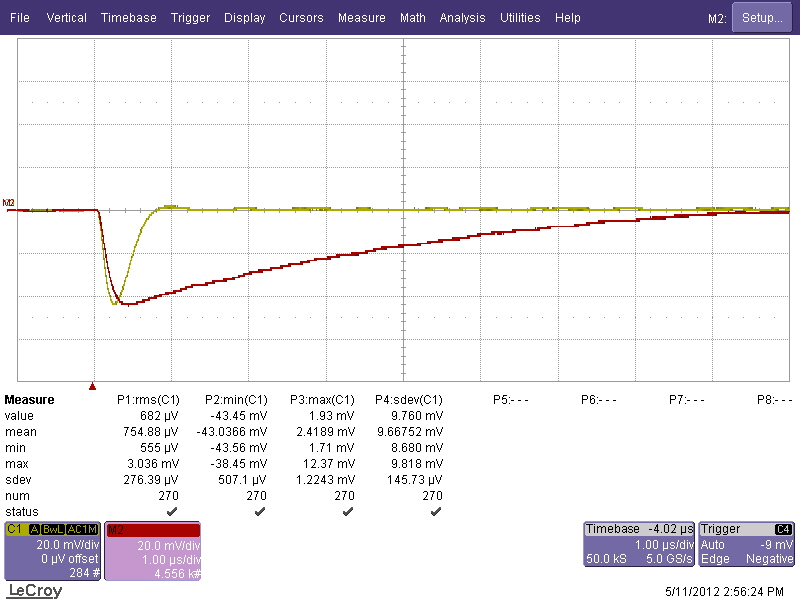 File Vertical Timebase Trigger Display Cursors Measure Math Analysis Utilities Help M2: Setup...
M2
Measure P1:rms(C1) P2:min(C1) P3:max(C1) P4:sdev(C1) P5:- - - P6:- - - P7:- - - P8:- - -
value 682 µV -43.45 mV 1.93 mV 9.760 mV
mean 754.88 µV -43.0366 mV 2.4189 mV 9.66752 mV
min 555 µV -43.56 mV 1.71 mV 8.680 mV
max 3.036 mV -38.45 mV 12.37 mV 9.818 mV
sdev 276.39 µV 507.1 µV 1.2243 mV 145.73 µV
num 270 270 270 270
status ✔ ✔ ✔ ✔
C1 A BwL AC1M M2 Timebase -4.02 µs Trigger C4
20.0 mV/div 20.0 mV/div 1.00 µs/div Auto -9 mV
0 µV offset 1.00 µs/div 50.0 kS 5.0 GS/s Edge Negative
284 # 4.556 k#
LeCroy 5/11/2012 2:56:24 PM